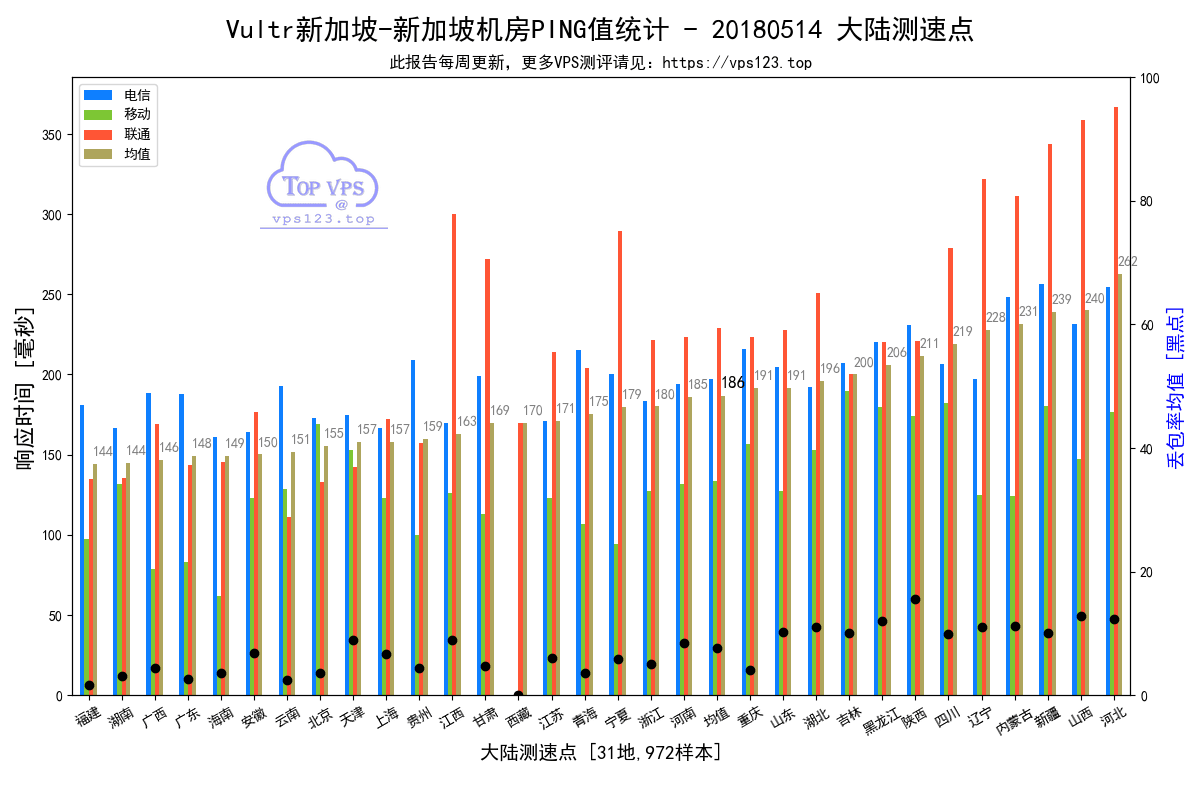 Vultr新加坡-新加坡机房PING值统计 - 20180514 大陆测速点
此报告每周更新，更多VPS测评请见：https://vps123.top
电信
移动
联通
均值
TOP VPS
@
vps123.top
响应时间 [毫秒]
0
50
100
150
200
250
300
350
144
144
146
148
149
150
151
155
157
157
159
163
169
170
171
175
179
180
185
186
191
191
196
200
206
211
219
228
231
239
240
262
0
20
40
60
80
100
丢包率均值 [黑点]
福建
湖南
广西
广东
海南
安徽
云南
北京
天津
上海
贵州
江西
甘肃
西藏
江苏
青海
宁夏
浙江
河南
均值
重庆
山东
湖北
吉林
黑龙江
陕西
四川
辽宁
内蒙古
新疆
山西
河北
大陆测速点 [31地,972样本]